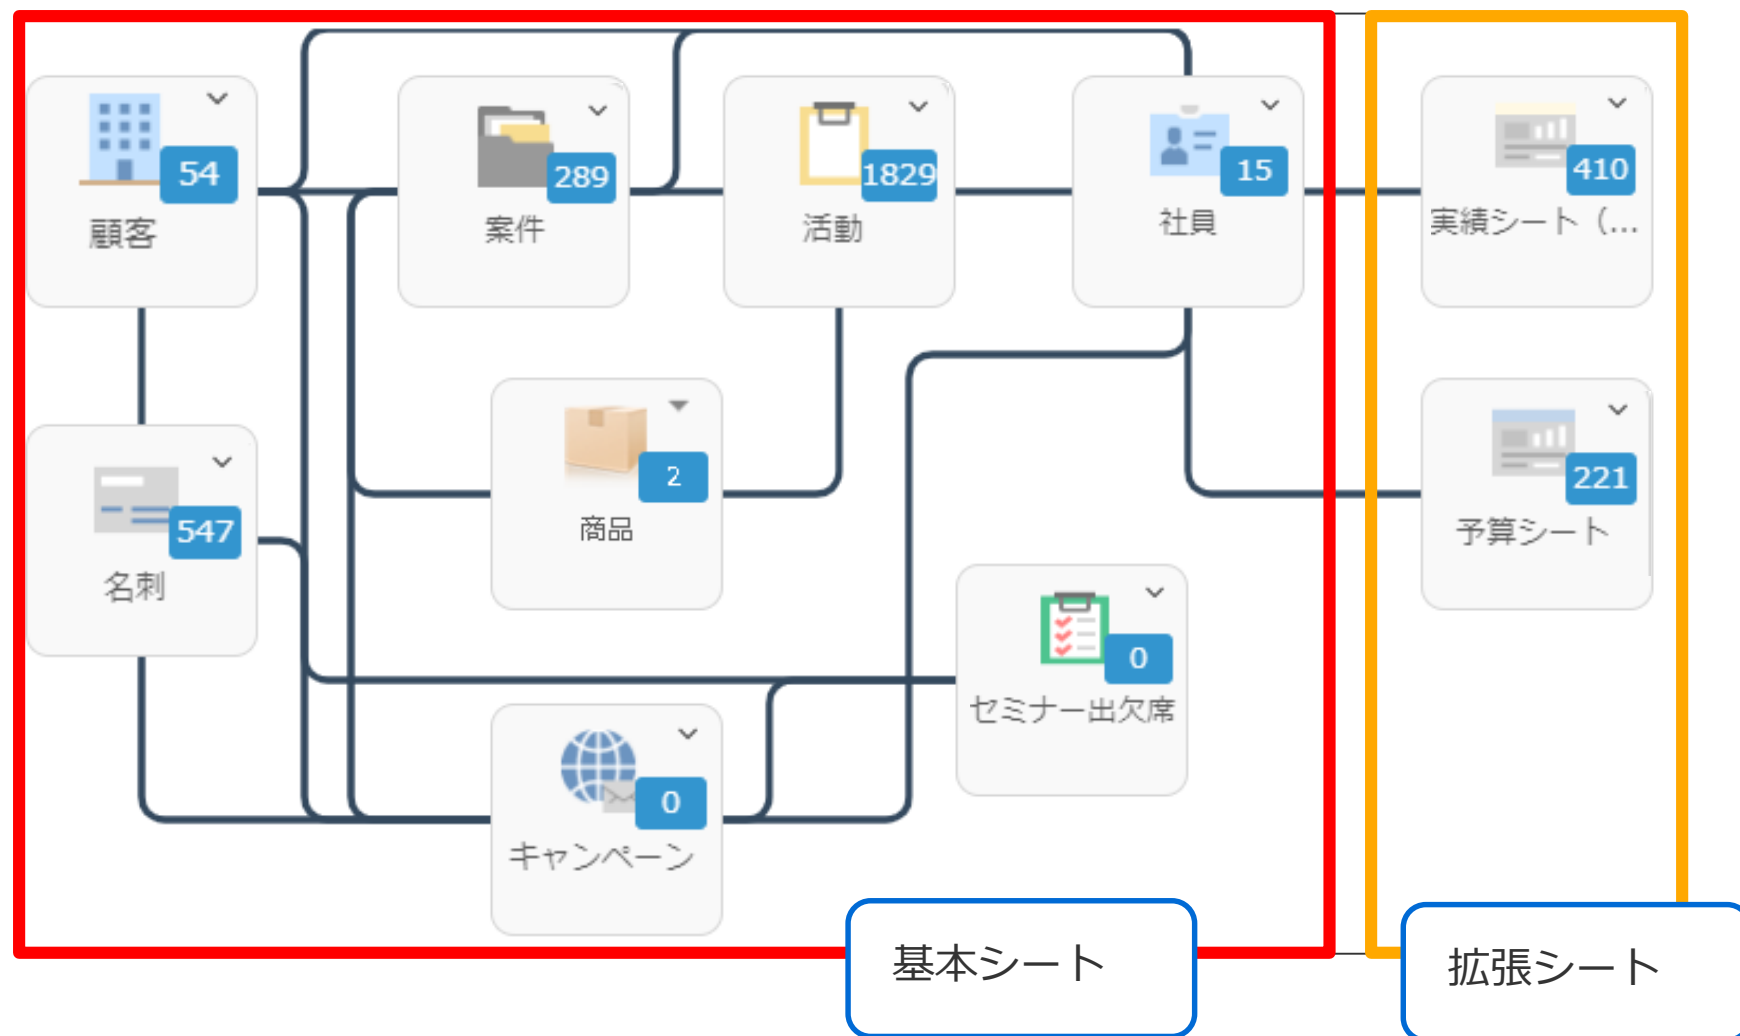 54
顧客
289
案件
1829
活動
15
社員
410
実績シート（...
547
名刺
2
商品
221
予算シート
0
セミナー出欠席
0
キャンペーン
基本シート
拡張シート